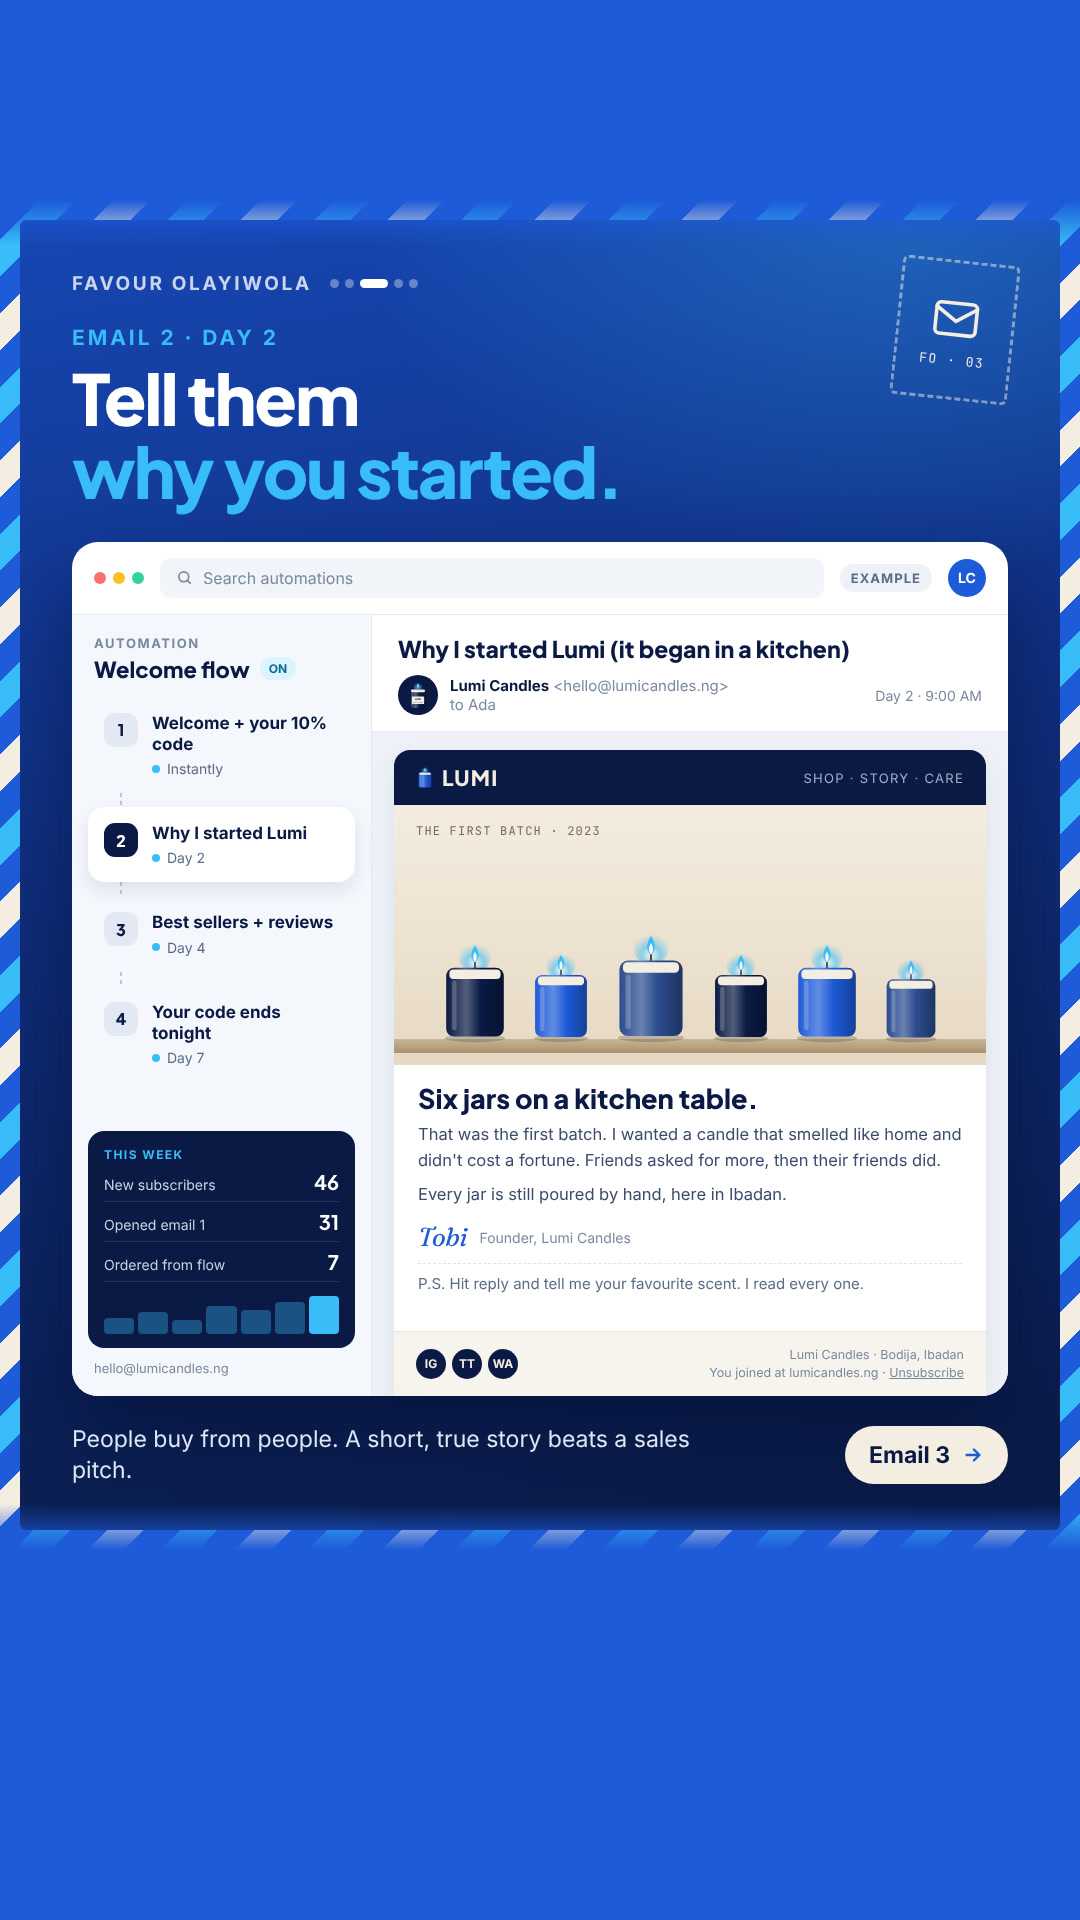 FAVOUR OLAYIWOLA
FO · 03
EMAIL 2 · DAY 2
Tell them
why you started.
Search automations
EXAMPLE
LC
AUTOMATION
Welcome flow
ON
1
Welcome + your 10%
code
Instantly
2
Why I started Lumi
Day 2
3
Best sellers + reviews
Day 4
4
Your code ends
tonight
Day 7
THIS WEEK
New subscribers 46
Opened email 1 31
Ordered from flow 7
hello@lumicandles.ng
Why I started Lumi (it began in a kitchen)
Lumi Candles <hello@lumicandles.ng>
to Ada
Day 2 · 9:00 AM
LUMI
SHOP · STORY · CARE
THE FIRST BATCH · 2023
Six jars on a kitchen table.
That was the first batch. I wanted a candle that smelled like home and
didn't cost a fortune. Friends asked for more, then their friends did.
Every jar is still poured by hand, here in Ibadan.
Tobi
Founder, Lumi Candles
P.S. Hit reply and tell me your favourite scent. I read every one.
IG TT WA
Lumi Candles · Bodija, Ibadan
You joined at lumicandles.ng · Unsubscribe
People buy from people. A short, true story beats a sales
pitch.
Email 3 →